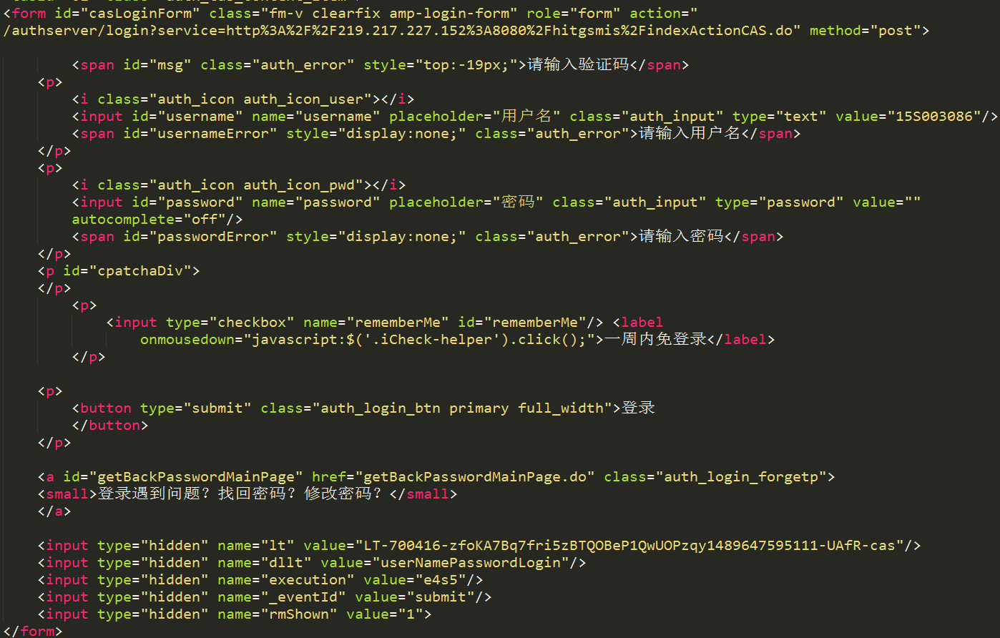 <form id="casLoginForm" class="fm-v clearfix amp-login-form" role="form" action="
/authserver/login?service=http%3A%2F%2F219.217.227.152%3A8080%2Fhitgsmis%2FindexActionCAS.do" method="post">
<span id="msg" class="auth_error" style="top:-19px;">请输入验证码</span>
<p>
<i class="auth_icon auth_icon_user"></i>
<input id="username" name="username" placeholder="用户名" class="auth_input" type="text" value="15S003086"/>
<span id="usernameError" style="display:none;" class="auth_error">请输入用户名</span>
</p>
<p>
<i class="auth_icon auth_icon_pwd"></i>
<input id="password" name="password" placeholder="密码" class="auth_input" type="password" value=""
autocomplete="off"/>
<span id="passwordError" style="display:none;" class="auth_error">请输入密码</span>
</p>
<p id="cpatchaDiv">
</p>
<p>
<input type="checkbox" name="rememberMe" id="rememberMe"/> <label
onmousedown="javascript:$('.iCheck-helper').click();">一周内免登录</label>
</p>
<p>
<button type="submit" class="auth_login_btn primary full_width">登录
</button>
</p>
<a id="getBackPasswordMainPage" href="getBackPasswordMainPage.do" class="auth_login_forgetp">
<small>登录遇到问题？找回密码？修改密码？</small>
</a>
<input type="hidden" name="lt" value="LT-700416-zfoKA7Bq7fri5zBTQOBeP1QwUOPzqy1489647595111-UAfR-cas"/>
<input type="hidden" name="dllt" value="userNamePasswordLogin"/>
<input type="hidden" name="execution" value="e4s5"/>
<input type="hidden" name="_eventId" value="submit"/>
<input type="hidden" name="rmShown" value="1">
</form>